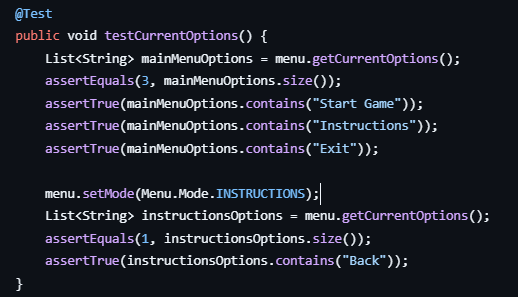 @Test
public void testCurrentOptions() {
    List<String> mainMenuOptions = menu.getCurrentOptions();
    assertEquals(3, mainMenuOptions.size());
    assertTrue(mainMenuOptions.contains("Start Game"));
    assertTrue(mainMenuOptions.contains("Instructions"));
    assertTrue(mainMenuOptions.contains("Exit"));

    menu.setMode(Menu.Mode.INSTRUCTIONS);
    List<String> instructionsOptions = menu.getCurrentOptions();
    assertEquals(1, instructionsOptions.size());
    assertTrue(instructionsOptions.contains("Back"));
}